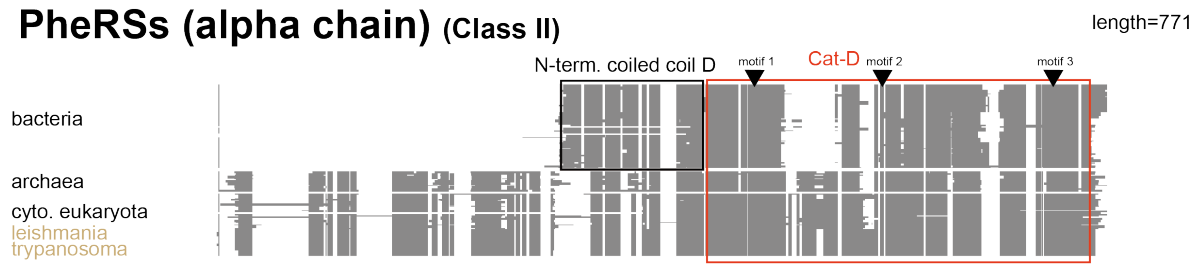 PheRSs (alpha chain) (Class II)
length=771
N-term. coiled coil D
motif 1
Cat-D
motif 2
motif 3
bacteria
archaea
cyto. eukaryota
leishmania
trypanosoma